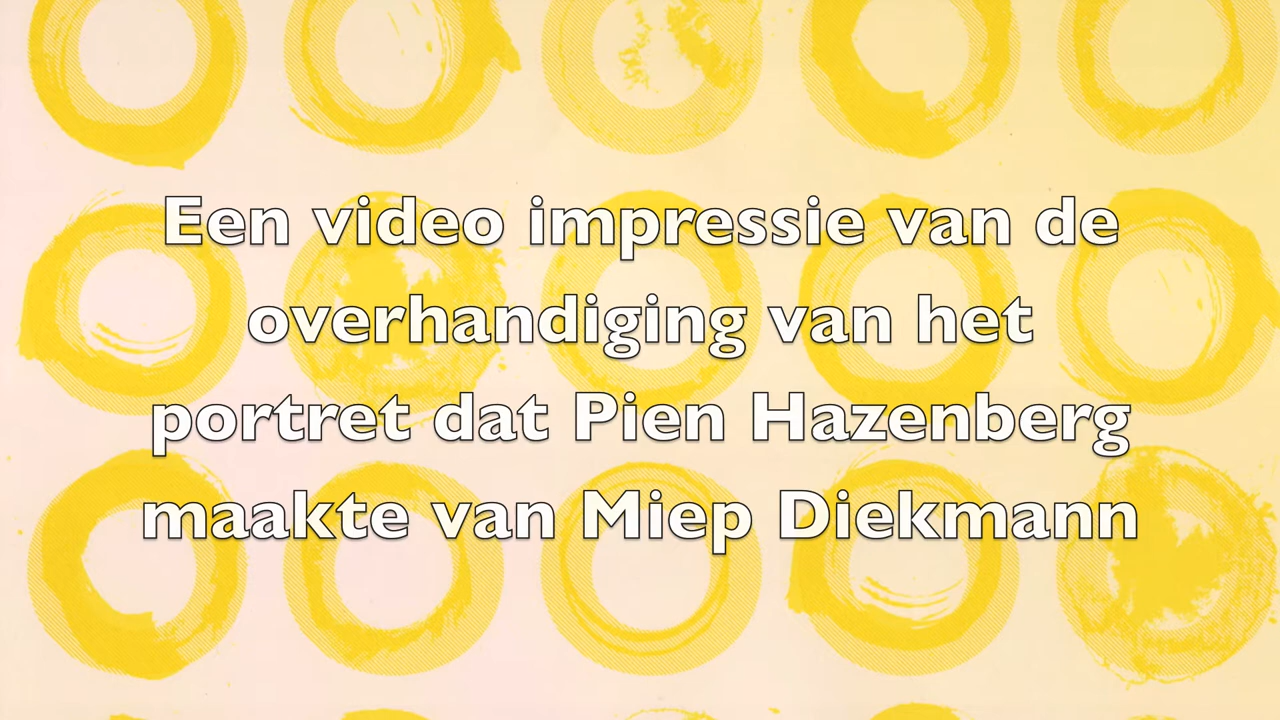 Een video impressie van de
overhandiging van het
portret dat Pien Hazenberg
maakte van Miep Diekmann